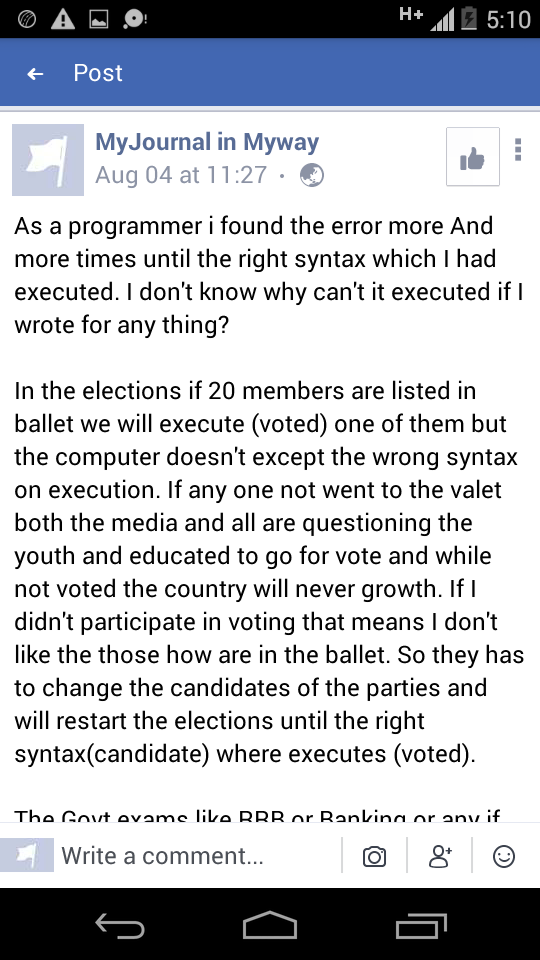 H+ 5:10
Post
MyJournal in Myway
Aug 04 at 11:27 •
As a programmer i found the error more And
more times until the right syntax which I had
executed. I don't know why can't it executed if I
wrote for any thing?
In the elections if 20 members are listed in
ballet we will execute (voted) one of them but
the computer doesn't except the wrong syntax
on execution. If any one not went to the valet
both the media and all are questioning the
youth and educated to go for vote and while
not voted the country will never growth. If I
didn't participate in voting that means I don't
like the those how are in the ballet. So they has
to change the candidates of the parties and
will restart the elections until the right
syntax(candidate) where executes (voted).
The Govt exams like RRB or Banking or any if
Write a comment...